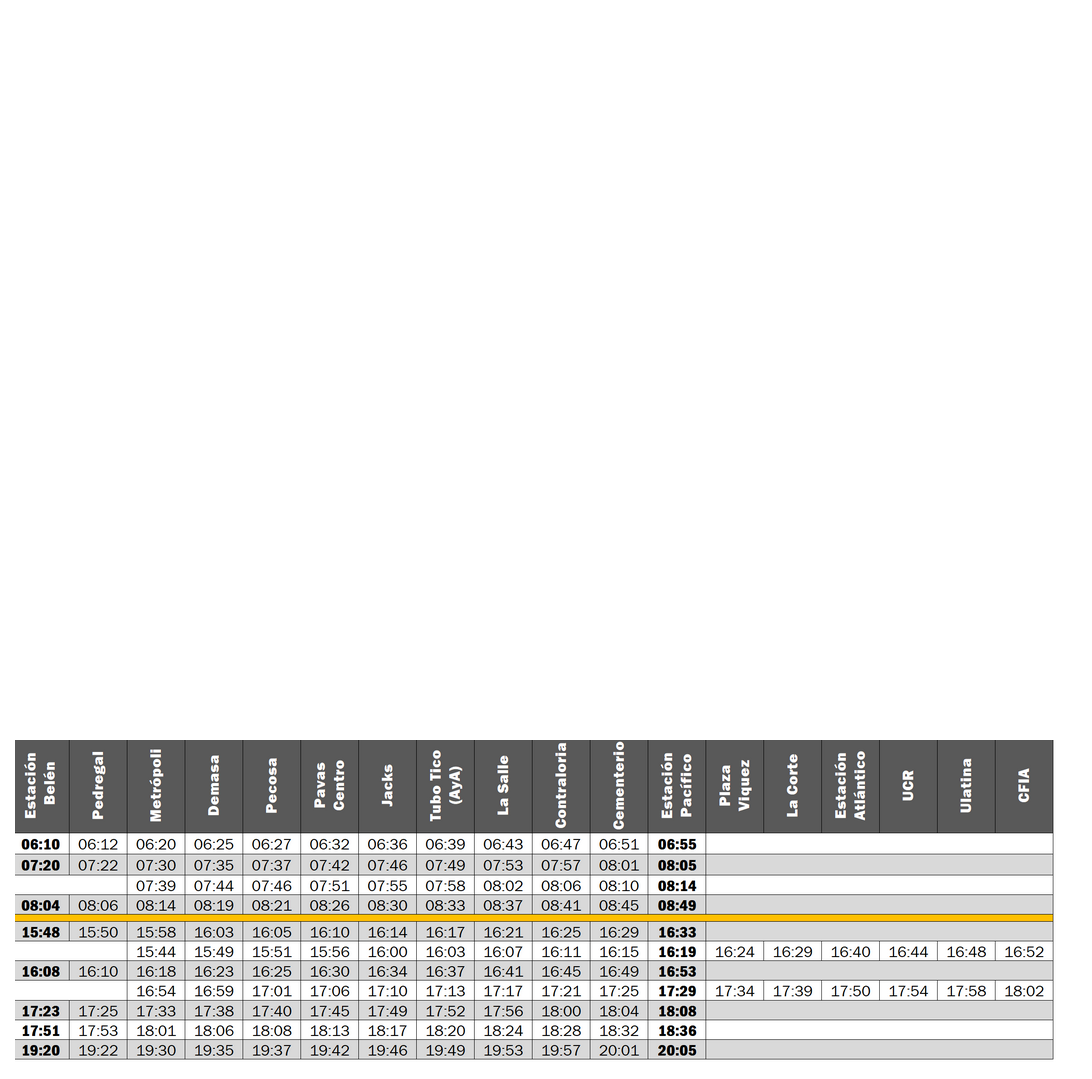 Estación Belén Pedregal Metrópoli Demasa Pecosa Pavas Centro Jacks Tubo Tico (AyA) La Salle Contraloria Cementerio Estación Pacífico Plaza Víquez La Corte Estación Atlántico UCR Ulatina CFIA
06:10 06:12 06:20 06:25 06:27 06:32 06:36 06:39 06:43 06:47 06:51 06:55
07:20 07:22 07:30 07:35 07:37 07:42 07:46 07:49 07:53 07:57 08:01 08:05
07:39 07:44 07:46 07:51 07:55 07:58 08:02 08:06 08:10 08:14
08:04 08:06 08:14 08:19 08:21 08:26 08:30 08:33 08:37 08:41 08:45 08:49
15:48 15:50 15:58 16:03 16:05 16:10 16:14 16:17 16:21 16:25 16:29 16:33
15:44 15:49 15:51 15:56 16:00 16:03 16:07 16:11 16:15 16:19 16:24 16:29 16:40 16:44 16:48 16:52
16:08 16:10 16:18 16:23 16:25 16:30 16:34 16:37 16:41 16:45 16:49 16:53
16:54 16:59 17:01 17:06 17:10 17:13 17:17 17:21 17:25 17:29 17:34 17:39 17:50 17:54 17:58 18:02
17:23 17:25 17:33 17:38 17:40 17:45 17:49 17:52 17:56 18:00 18:04 18:08
17:51 17:53 18:01 18:06 18:08 18:13 18:17 18:20 18:24 18:28 18:32 18:36
19:20 19:22 19:30 19:35 19:37 19:42 19:46 19:49 19:53 19:57 20:01 20:05